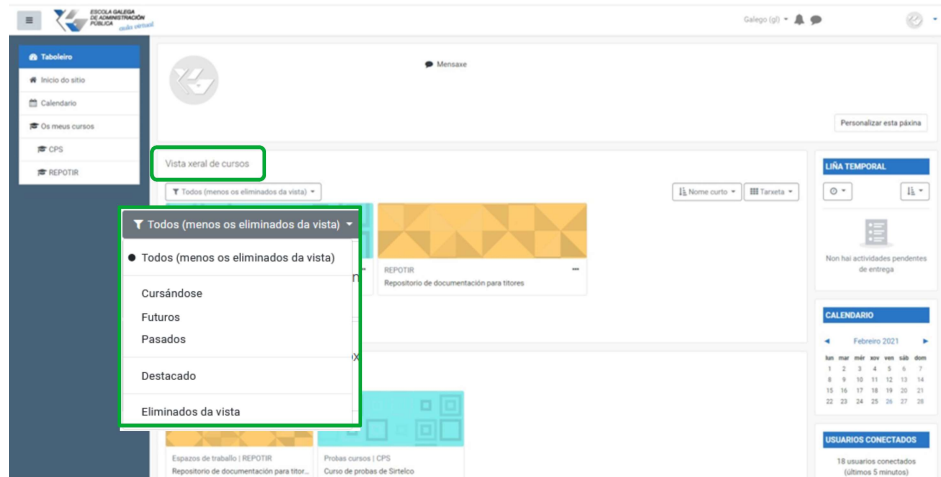 ESCOLA GALEGA
DE ADMINISTRACIÓN
PÚBLICA aula virtual
Galego (gl)
Taboleiro
Inicio do sitio
Calendario
Os meus cursos
CPS
REPOTIR
Mensaxe
Personalizar esta páxina
Vista xeral de cursos
Todos (menos os eliminados da vista)
Nome curto
Tarxeta
Todos (menos os eliminados da vista)
Todos (menos os eliminados da vista)
Cursándose
Futuros
Pasados
Destacado
Eliminados da vista
REPOTIR
Repositorio de documentación para titores
Espazos de traballo | REPOTIR
Repositorio de documentación para titor...
Probas cursos | CPS
Curso de probas de Sirtelco
LIÑA TEMPORAL
Non hai actividades pendentes
de entrega
CALENDARIO
Febreiro 2021
lun mar mér xov ven sáb dom
1 2 3 4 5 6 7
8 9 10 11 12 13 14
15 16 17 18 19 20 21
22 23 24 25 26 27 28
USUARIOS CONECTADOS
18 usuarios conectados
(últimos 5 minutos)